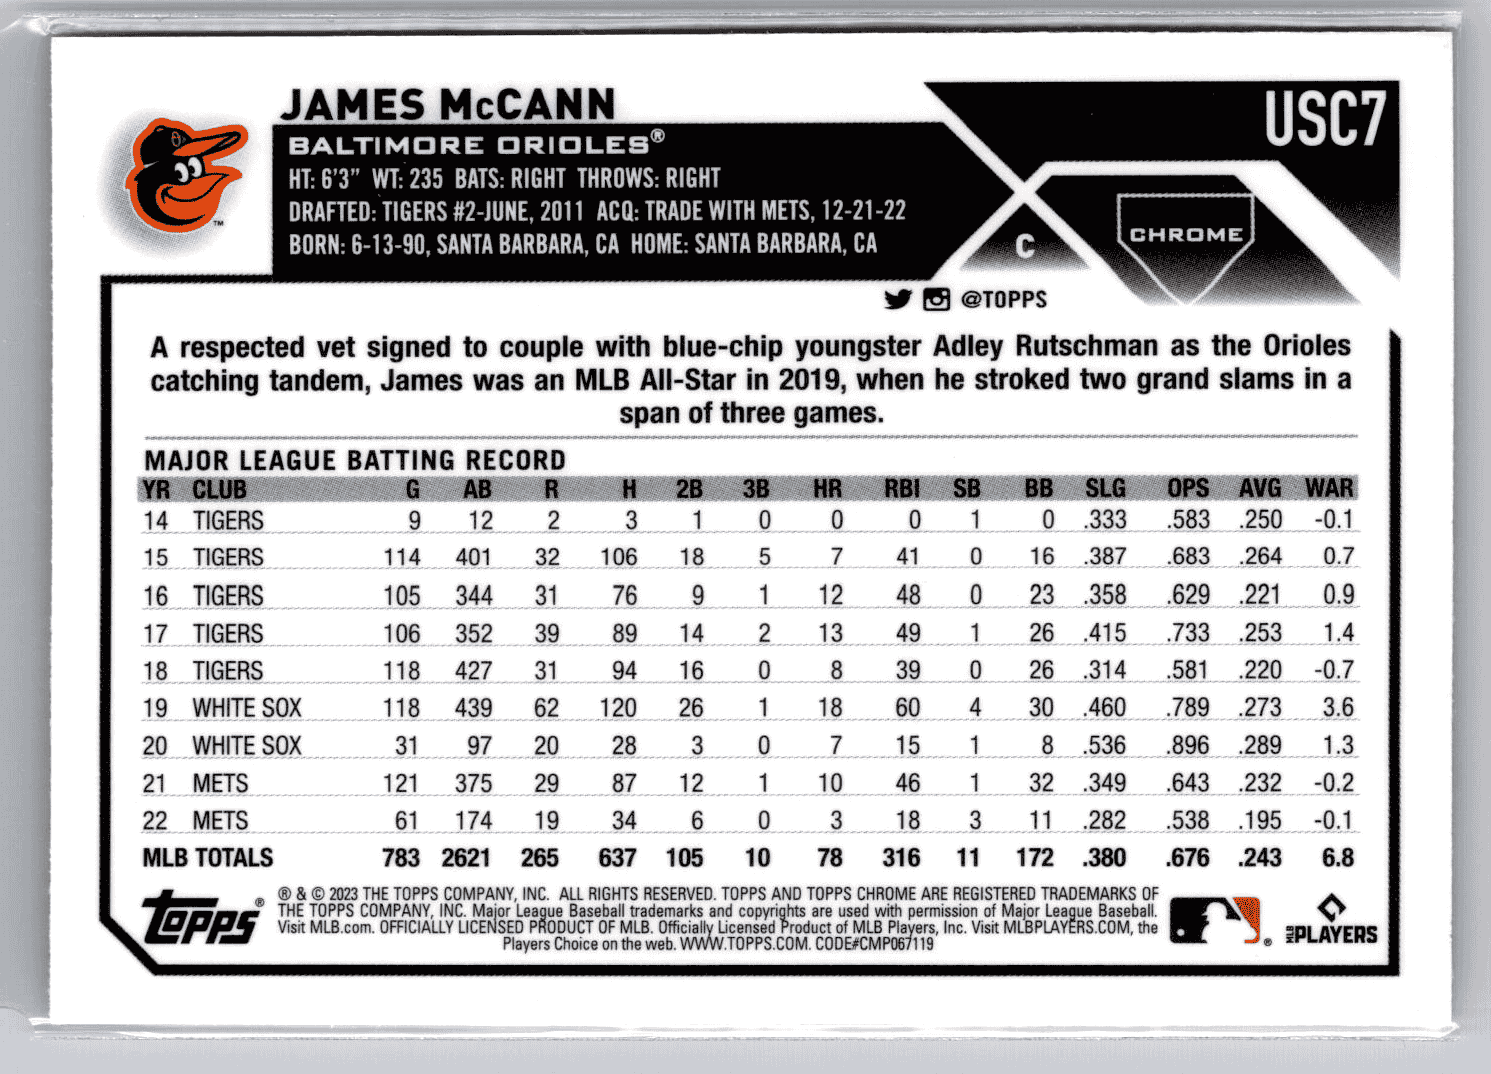 JAMES McCANN
USC7
BALTIMORE ORIOLES®
HT: 6'3" WT: 235 BATS: RIGHT THROWS: RIGHT
DRAFTED: TIGERS #2-JUNE, 2011 ACQ: TRADE WITH METS, 12-21-22
BORN: 6-13-90, SANTA BARBARA, CA HOME: SANTA BARBARA, CA
C
CHROME
TM
@TOPPS
A respected vet signed to couple with blue-chip youngster Adley Rutschman as the Orioles
catching tandem, James was an MLB All-Star in 2019, when he stroked two grand slams in a
span of three games.
MAJOR LEAGUE BATTING RECORD
YR CLUB G AB R H 2B 3B HR RBI SB BB SLG OPS AVG WAR
14 TIGERS 9 12 2 3 1 0 0 0 1 0 .333 .583 .250 -0.1
15 TIGERS 114 401 32 106 18 5 7 41 0 16 .387 .683 .264 0.7
16 TIGERS 105 344 31 76 9 1 12 48 0 23 .358 .629 .221 0.9
17 TIGERS 106 352 39 89 14 2 13 49 1 26 .415 .733 .253 1.4
18 TIGERS 118 427 31 94 16 0 8 39 0 26 .314 .581 .220 -0.7
19 WHITE SOX 118 439 62 120 26 1 18 60 4 30 .460 .789 .273 3.6
20 WHITE SOX 31 97 20 28 3 0 7 15 1 8 .536 .896 .289 1.3
21 METS 121 375 29 87 12 1 10 46 1 32 .349 .643 .232 -0.2
22 METS 61 174 19 34 6 0 3 18 3 11 .282 .538 .195 -0.1
MLB TOTALS 783 2621 265 637 105 10 78 316 11 172 .380 .676 .243 6.8
TOPPS®
® & © 2023 THE TOPPS COMPANY, INC. ALL RIGHTS RESERVED. TOPPS AND TOPPS CHROME ARE REGISTERED TRADEMARKS OF
THE TOPPS COMPANY, INC. Major League Baseball trademarks and copyrights are used with permission of Major League Baseball.
Visit MLB.com. OFFICIALLY LICENSED PRODUCT OF MLB. Officially Licensed Product of MLB Players, Inc. Visit MLBPLAYERS.COM, the
Players Choice on the web. WWW.TOPPS.COM. CODE#CMP067119
®
MLB PLAYERS